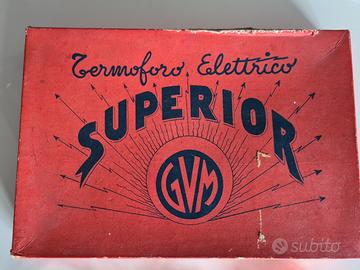 Termoforo Elettrico
SUPERIOR
GVM
subito